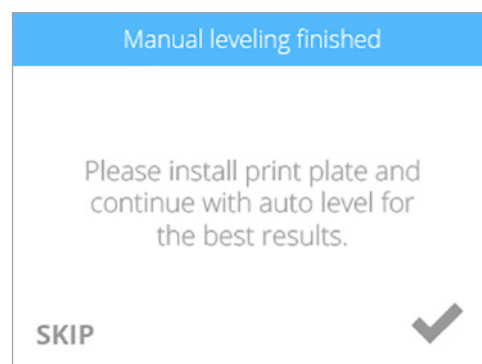 Manual leveling finished
Please install print plate and
continue with auto level for
the best results.
SKIP